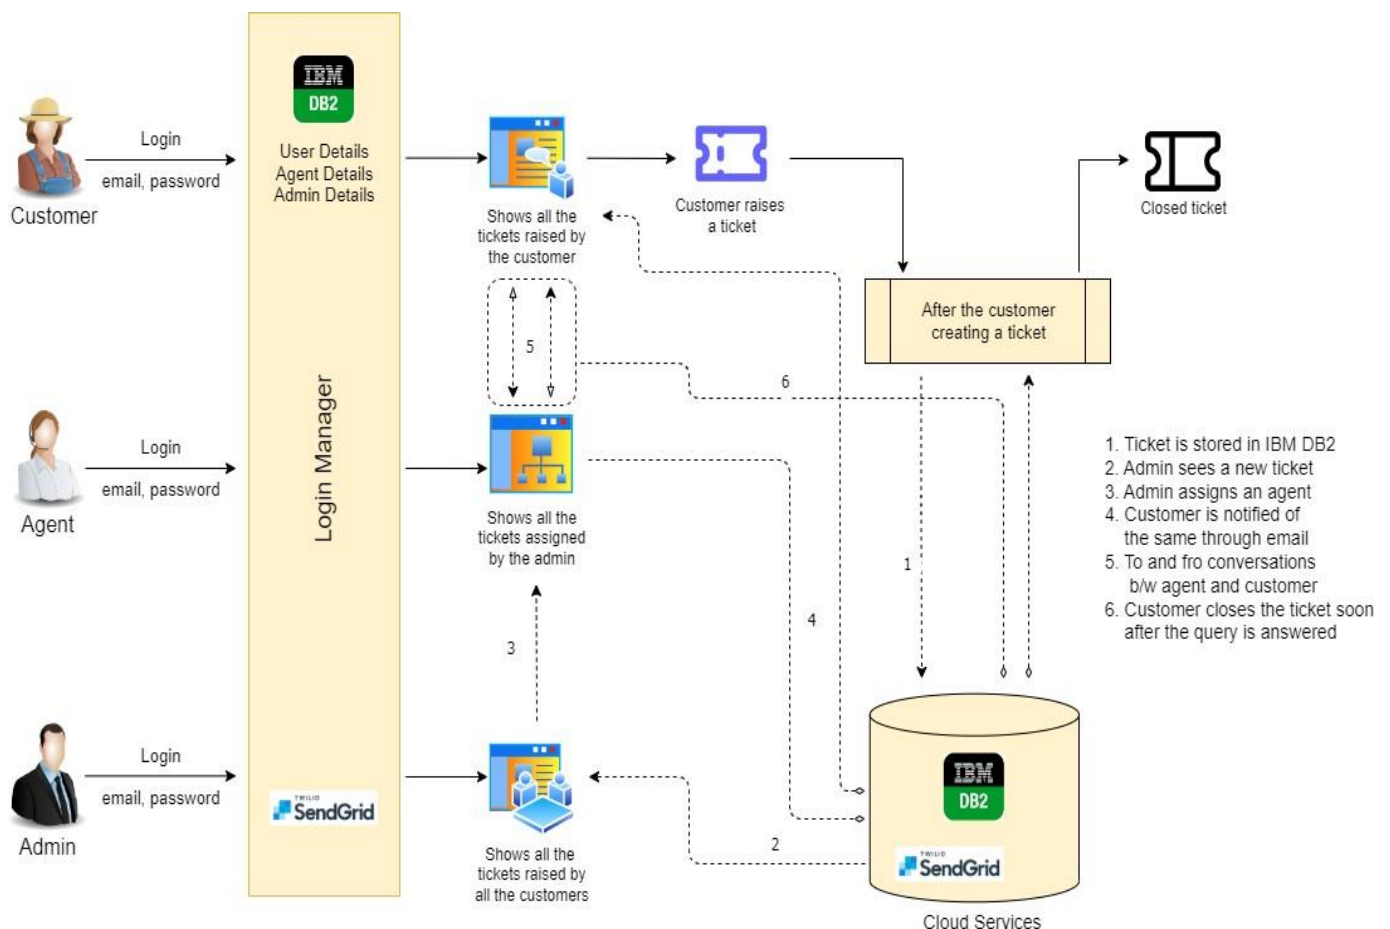 IBM
DB2
User Details
Agent Details
Admin Details
Login
email, password
Customer
Shows all the
tickets raised by
the customer
Customer raises
a ticket
Closed ticket
After the customer
creating a ticket
5
6
Login Manager
Login
email, password
Agent
Shows all the
tickets assigned
by the admin
1. Ticket is stored in IBM DB2
2. Admin sees a new ticket
3. Admin assigns an agent
4. Customer is notified of
the same through email
5. To and fro conversations
b/w agent and customer
6. Customer closes the ticket soon
after the query is answered
1
4
3
Login
email, password
Admin
TWILIO
SendGrid
Shows all the
tickets raised by
all the customers
2
IBM
DB2
TWILIO
SendGrid
Cloud Services